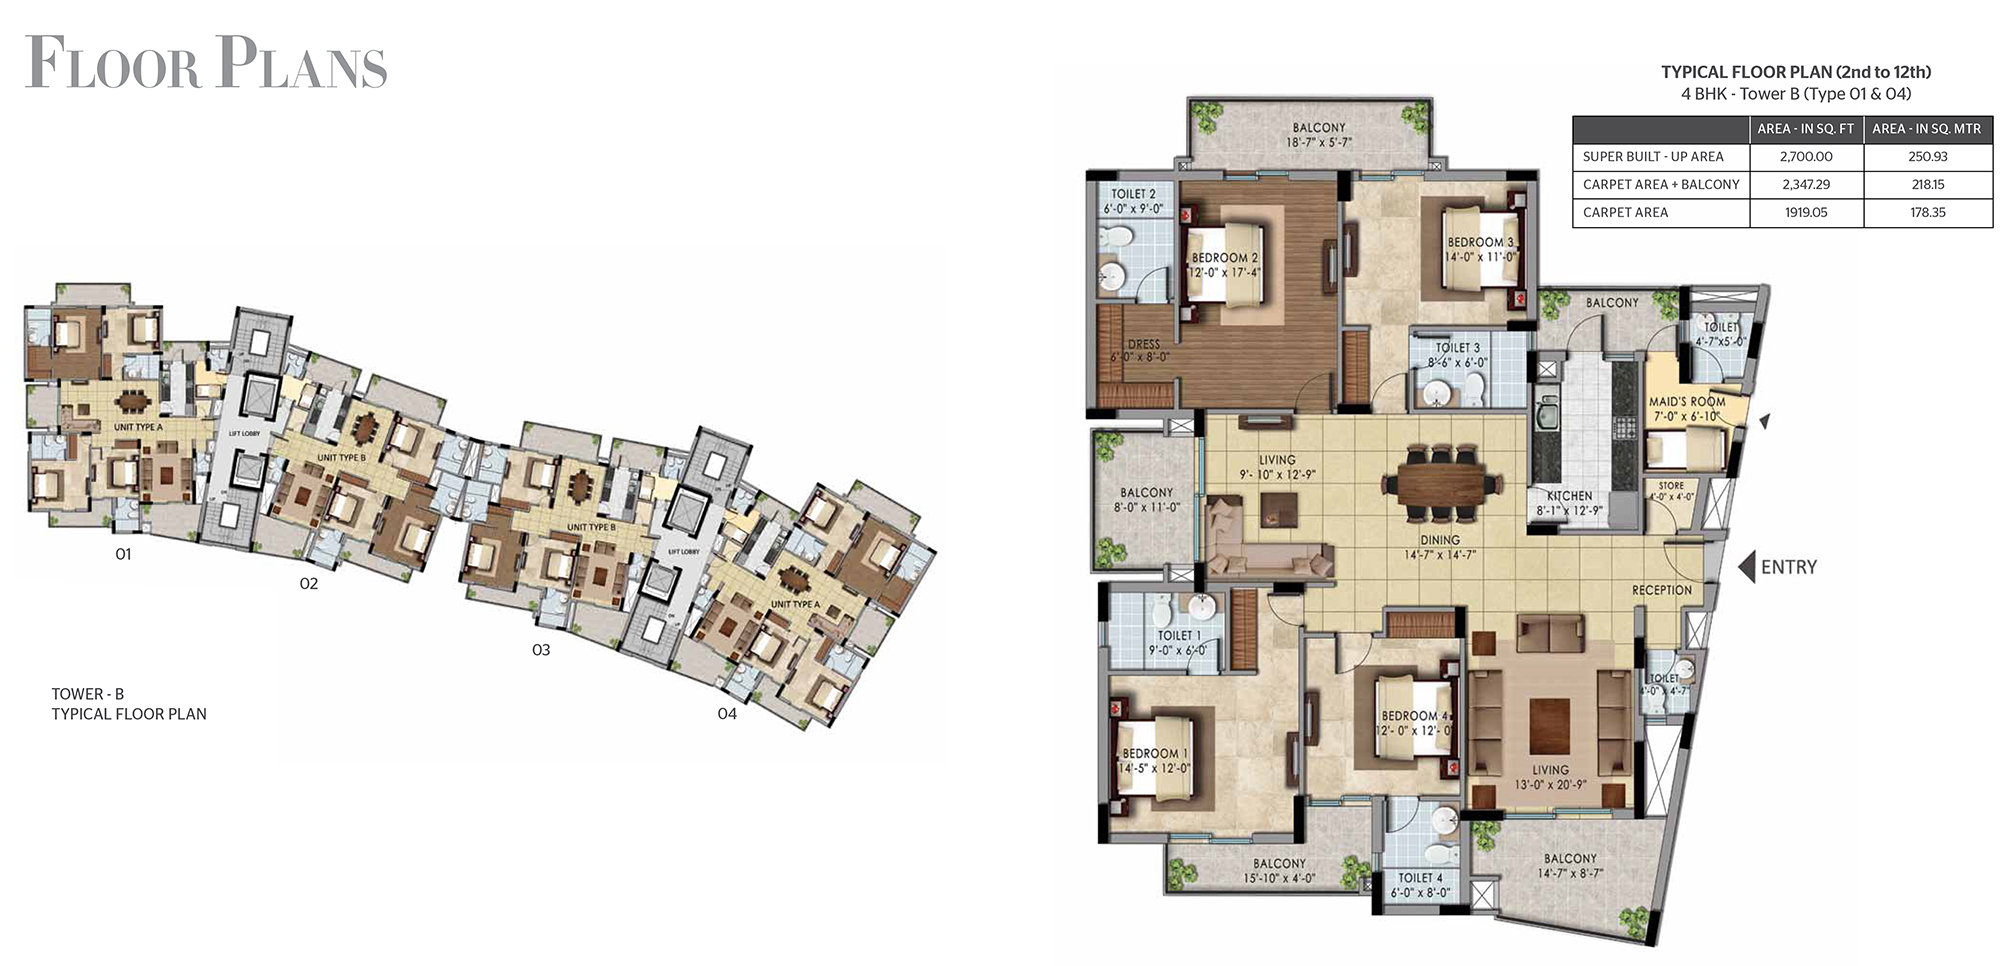 FLOOR PLANS
TYPICAL FLOOR PLAN (2nd to 12th)
4 BHK - Tower B (Type 01 & 04)
AREA - IN SQ. FT AREA - IN SQ. MTR
SUPER BUILT - UP AREA 2,700.00 250.93
CARPET AREA + BALCONY 2,347.29 218.15
CARPET AREA 1919.05 178.35
UNIT TYPE A
LIFT LOBBY
UNIT TYPE B
UNIT TYPE B
LIFT LOBBY
UNIT TYPE A
01
02
03
04
TOWER - B
TYPICAL FLOOR PLAN
BALCONY
18'-7" x 5'-7"
TOILET 2
6'-0" x 9'-0"
BEDROOM 2
12'-0" x 17'-4"
BEDROOM 3
14'-0" x 11'-0"
BALCONY
TOILET
4'-7"x5'-0"
DRESS
6'-0" x 8'-0"
TOILET 3
8'-6" x 6'-0"
MAID'S ROOM
7'-0" x 6'-10"
LIVING
9'- 10" x 12'-9"
BALCONY
8'-0" x 11'-0"
KITCHEN
8'-1" x 12'-9"
STORE
4'-0" x 4'-0"
DINING
14'-7" x 14'-7"
ENTRY
RECEPTION
TOILET 1
9'-0" x 6'-0'
TOILET
4'-0" x 4'-7"
BEDROOM 4
12'- 0" x 12'- 0"
BEDROOM 1
14'-5" x 12'-0"
LIVING
13'-0" x 20'-9"
BALCONY
15'-10" x 4'-0"
TOILET 4
6'-0" x 8'-0"
BALCONY
14'-7" x 8'-7"